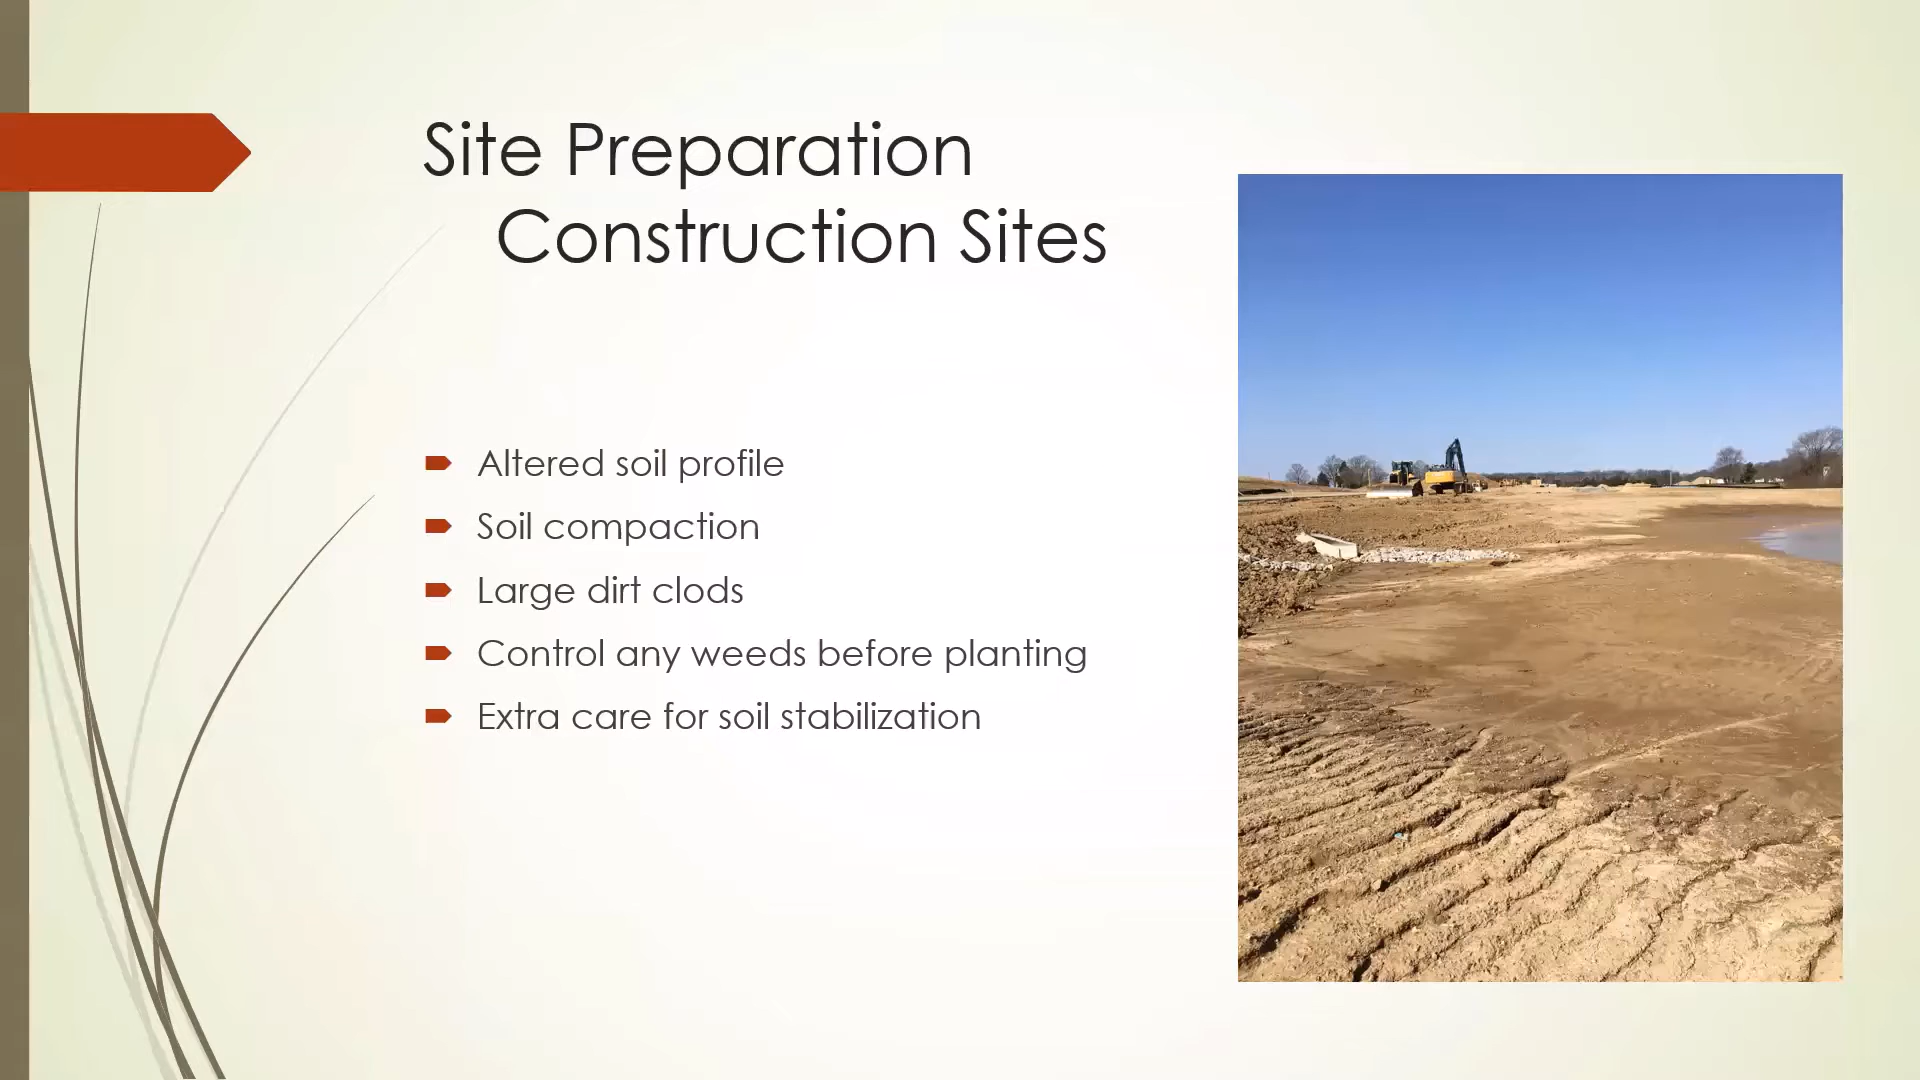 Site Preparation
Construction Sites
Altered soil profile
Soil compaction
Large dirt clods
Control any weeds before planting
Extra care for soil stabilization